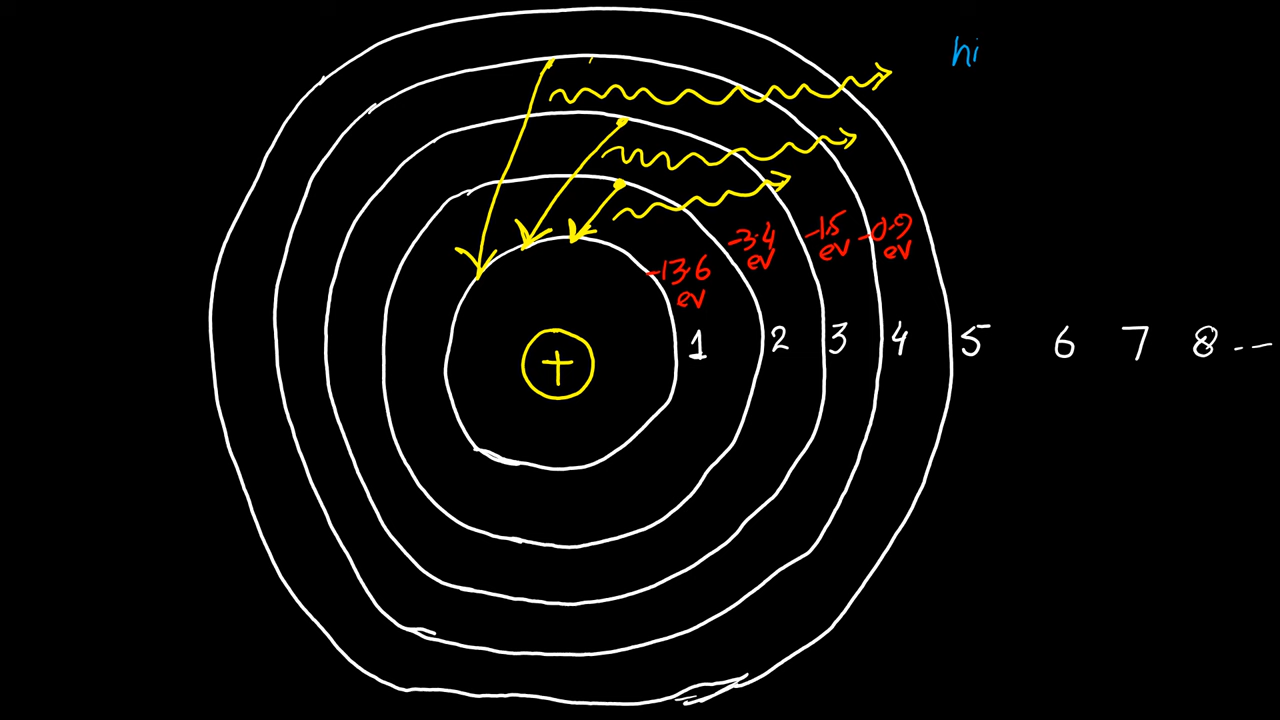 hi
-13.6
ev
-3.4
ev
-1.5
ev
-0.9
ev
+
1 2 3 4 5 6 7 8 ---